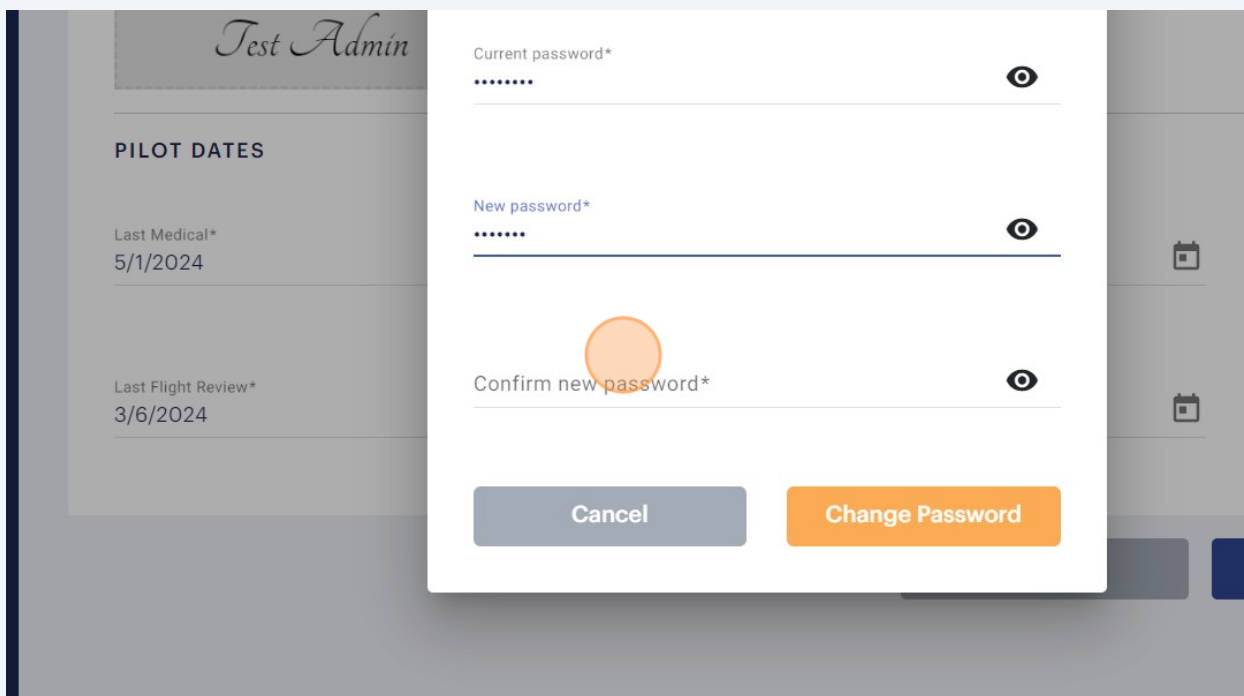 Test Admin
PILOT DATES
Last Medical*
5/1/2024
Last Flight Review*
3/6/2024
Current password*
••••••••
New password*
•••••••
Confirm new password*
Cancel
Change Password